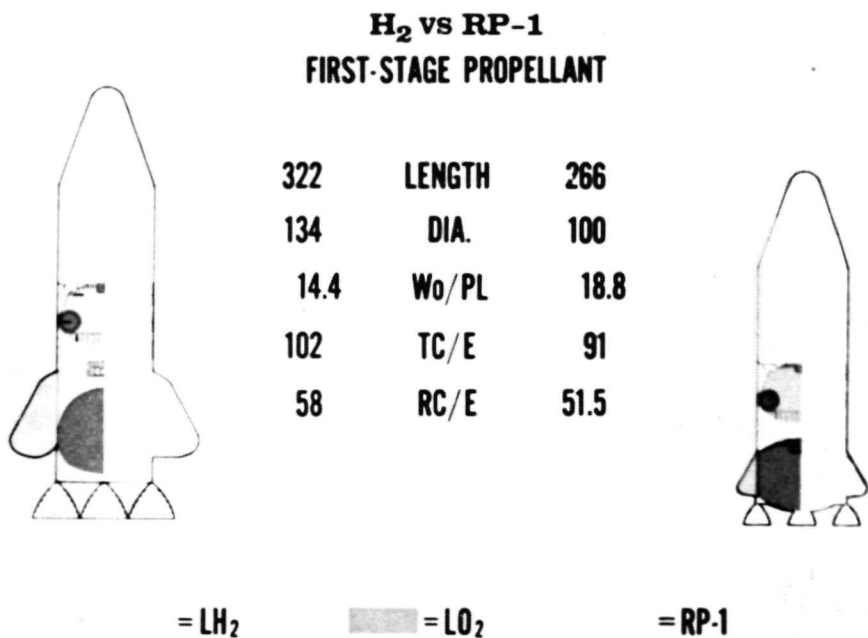 H₂ vs RP-1
FIRST-STAGE PROPELLANT
322 LENGTH 266
134 DIA. 100
14.4 Wo/PL 18.8
102 TC/E 91
58 RC/E 51.5
= LH₂ = LO₂ = RP-1